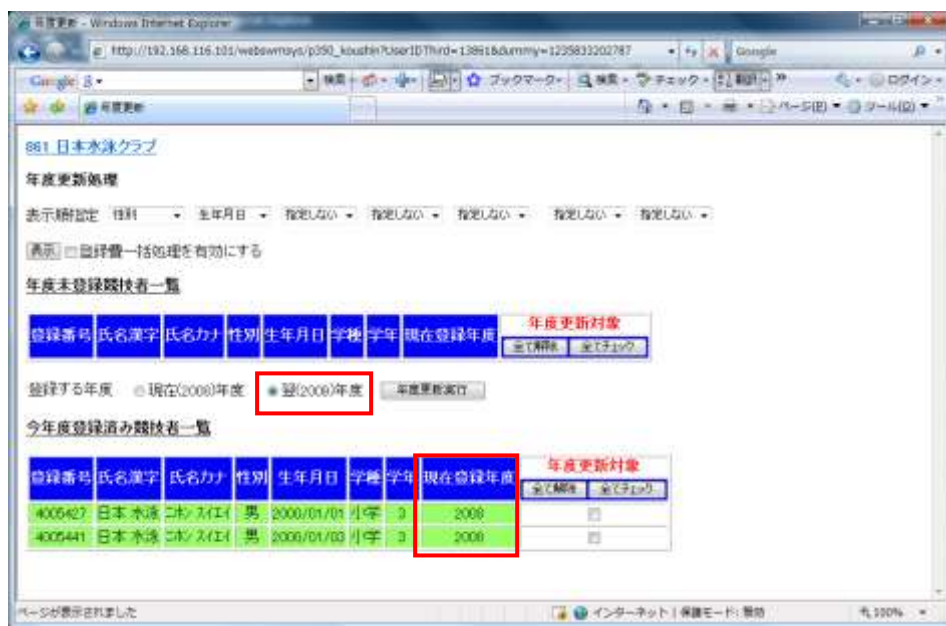 年度更新 - Windows Internet Explorer
Google
Google
検索
ブックマーク
検索
チェック
翻訳
ログイン
年度更新
ページ(P)
ツール(O)
861 日本水泳クラブ
年度更新処理
表示順指定 性別 生年月日 指定しない 指定しない 指定しない 指定しない 指定しない
表示 登録費一括処理を有効にする
年度未登録競技者一覧
登録番号 氏名漢字 氏名カナ 性別 生年月日 学種 学年 現在登録年度 年度更新対象
全て解除 全てチェック
登録する年度 現在(2008)年度 翌(2009)年度 年度更新実行
今年度登録済み競技者一覧
登録番号 氏名漢字 氏名カナ 性別 生年月日 学種 学年 現在登録年度 年度更新対象
全て解除 全てチェック
4005427 日本 水泳 ニホン スイエイ 男 2000/01/01 小学 3 2008
4005441 日本 水泳 ニホン スイエイ 男 2000/01/03 小学 3 2008
ページが表示されました
インターネット | 保護モード: 無効
100%